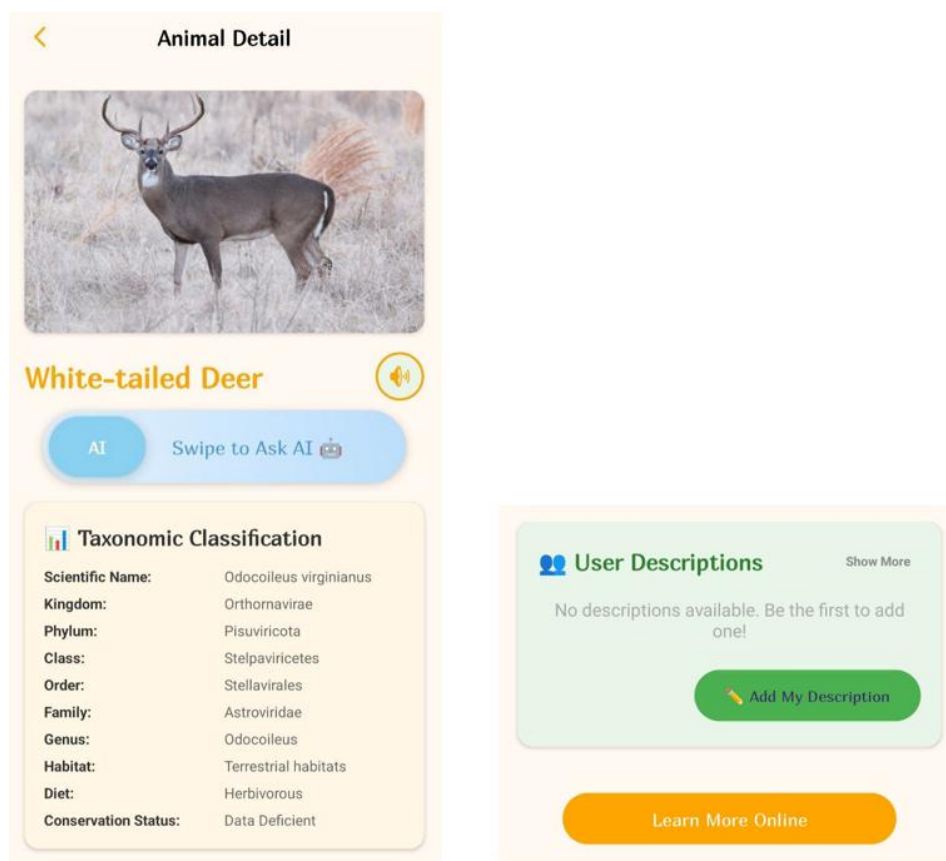 Animal Detail
White-tailed Deer
AI
Swipe to Ask AI
Taxonomic Classification
Scientific Name: Odocoileus virginianus
Kingdom: Orthornavirae
Phylum: Pisuviricota
Class: Stelpaviricetes
Order: Stellavirales
Family: Astroviridae
Genus: Odocoileus
Habitat: Terrestrial habitats
Diet: Herbivorous
Conservation Status: Data Deficient
User Descriptions
Show More
No descriptions available. Be the first to add
one!
Add My Description
Learn More Online